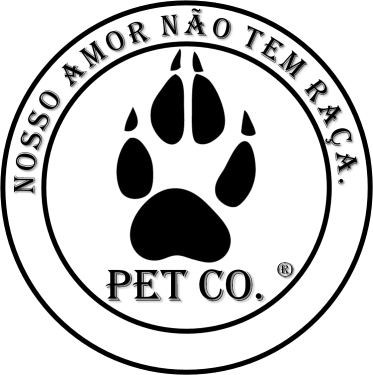 NOSSO AMOR NÃO TEM RAÇA.
PET CO. ®